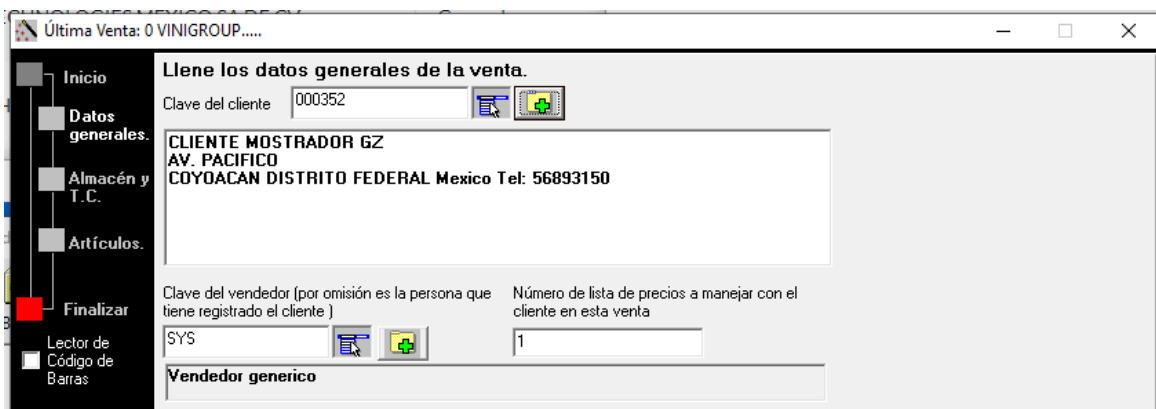 Última Venta: 0 VINIGROUP.....
Inicio
Datos
generales.
Almacén y
T.C.
Artículos.
Finalizar
Lector de
Código de
Barras
Llene los datos generales de la venta.
Clave del cliente 000352
CLIENTE MOSTRADOR GZ
AV. PACIFICO
COYOACAN DISTRITO FEDERAL Mexico Tel: 56893150
Clave del vendedor (por omisión es la persona que
tiene registrado el cliente )
SYS
Número de lista de precios a manejar con el
cliente en esta venta
1
Vendedor generico